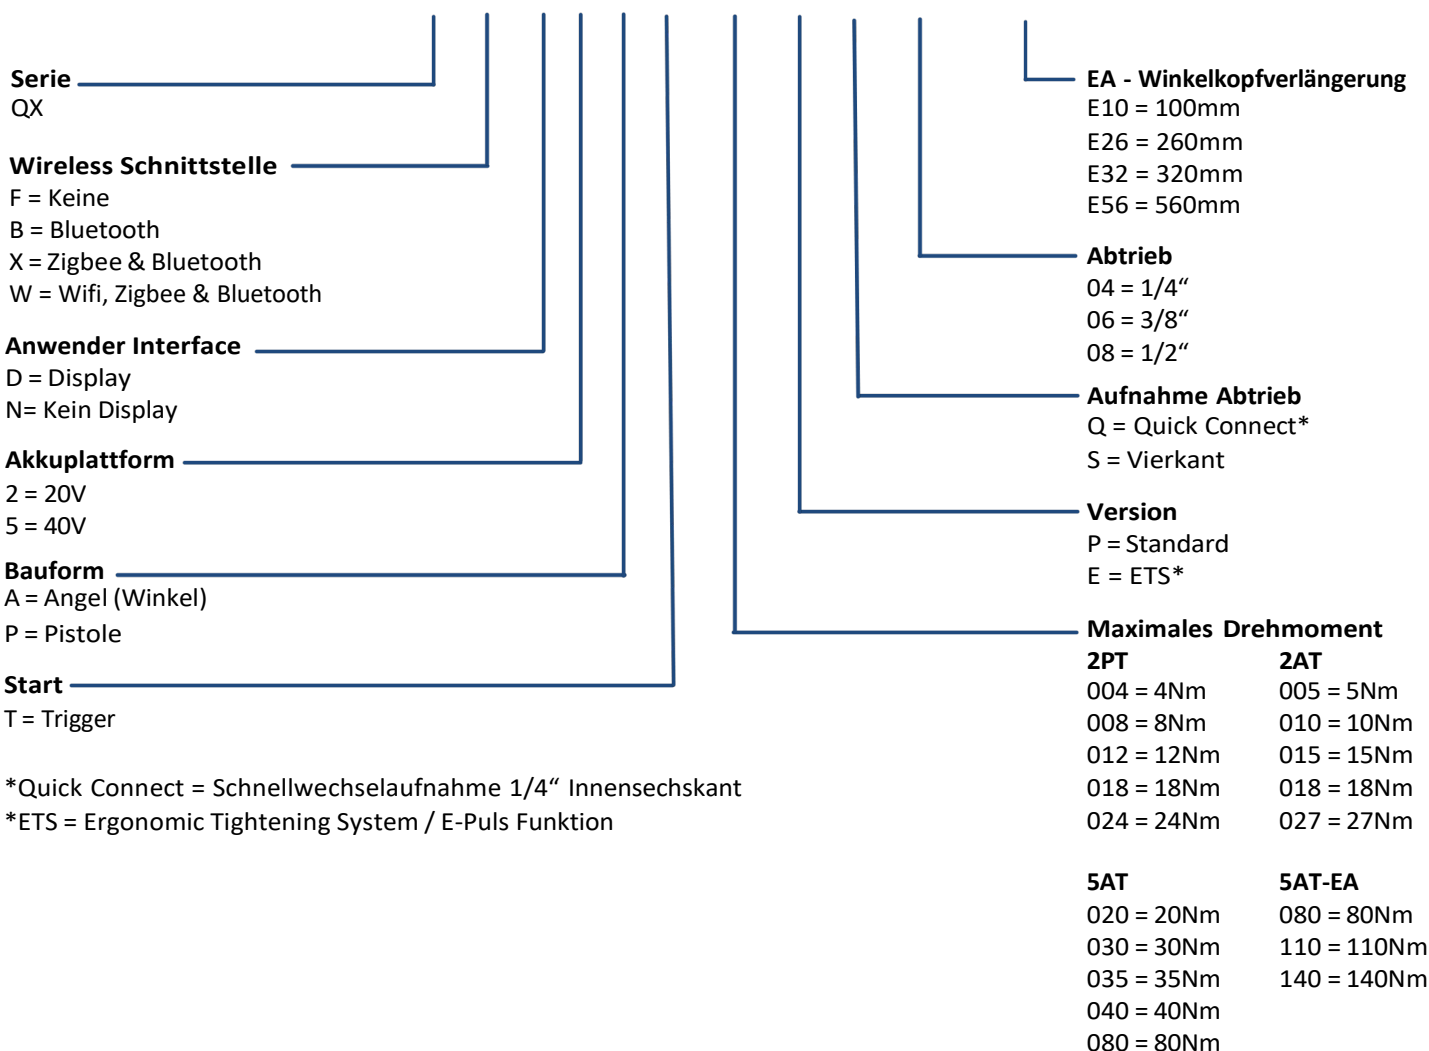 Serie
QX
Wireless Schnittstelle
F = Keine
B = Bluetooth
X = Zigbee & Bluetooth
W = Wifi, Zigbee & Bluetooth
Anwender Interface
D = Display
N= Kein Display
Akkuplattform
2 = 20V
5 = 40V
Bauform
A = Angel (Winkel)
P = Pistole
Start
T = Trigger
*Quick Connect = Schnellwechselaufnahme 1/4“ Innensechskant
*ETS = Ergonomic Tightening System / E-Puls Funktion
EA - Winkelkopfverlängerung
E10 = 100mm
E26 = 260mm
E32 = 320mm
E56 = 560mm
Abtrieb
04 = 1/4“
06 = 3/8“
08 = 1/2“
Aufnahme Abtrieb
Q = Quick Connect*
S = Vierkant
Version
P = Standard
E = ETS*
Maximales Drehmoment
2PT 2AT
004 = 4Nm 005 = 5Nm
008 = 8Nm 010 = 10Nm
012 = 12Nm 015 = 15Nm
018 = 18Nm 018 = 18Nm
024 = 24Nm 027 = 27Nm
5AT 5AT-EA
020 = 20Nm 080 = 80Nm
030 = 30Nm 110 = 110Nm
035 = 35Nm 140 = 140Nm
040 = 40Nm
080 = 80Nm